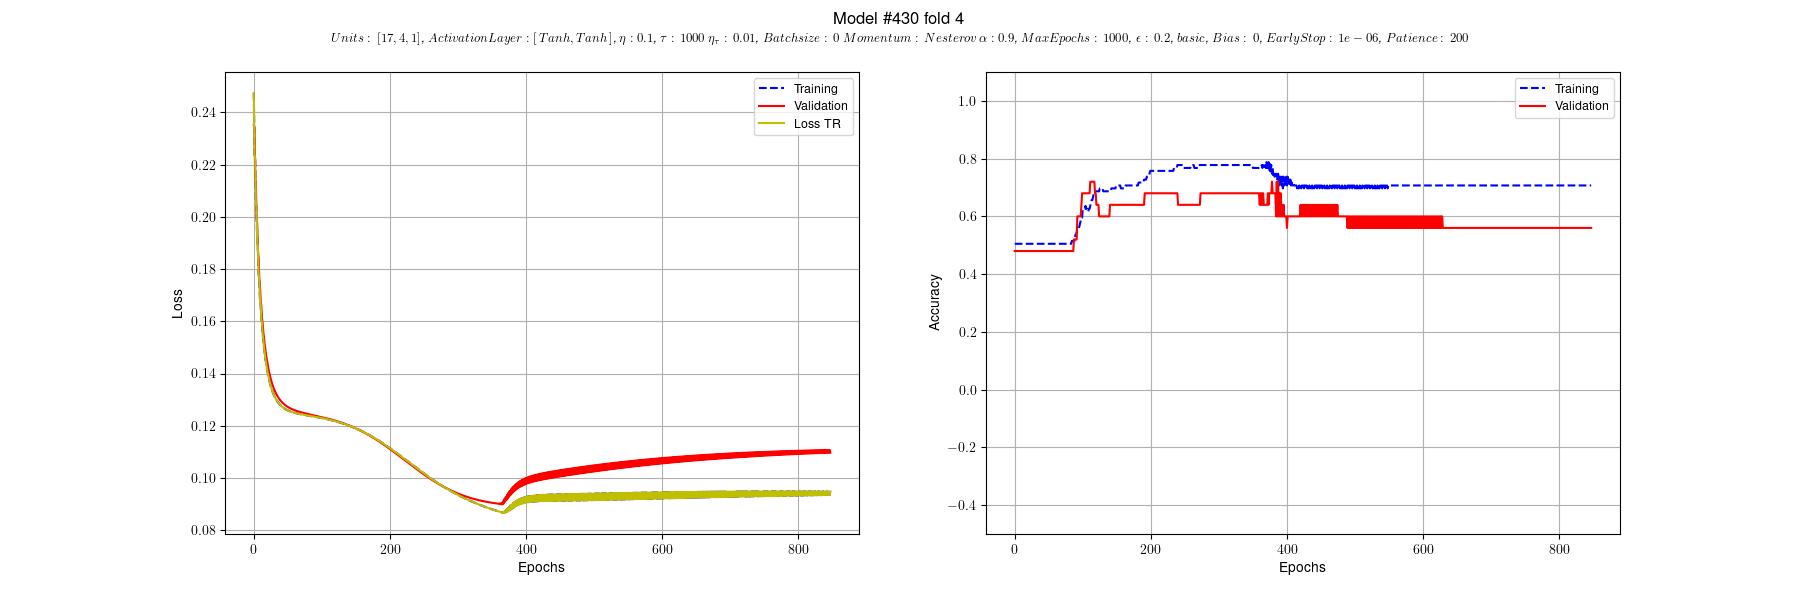 Model #430 fold 4
Units : [17, 4, 1], ActivationLayer : [Tanh, Tanh], η : 0.1, τ : 1000 ητ : 0.01, Batchsize : 0 Momentum : Nesterov α : 0.9, MaxEpochs : 1000, ϵ : 0.2, basic, Bias : 0, EarlyStop : 1e − 06, Patience : 200
Loss
0.24
0.22
0.20
0.18
0.16
0.14
0.12
0.10
0.08
0 200 400 600 800
Epochs
Training
Validation
Loss TR
Accuracy
1.0
0.8
0.6
0.4
0.2
0.0
−0.2
−0.4
0 200 400 600 800
Epochs
Training
Validation